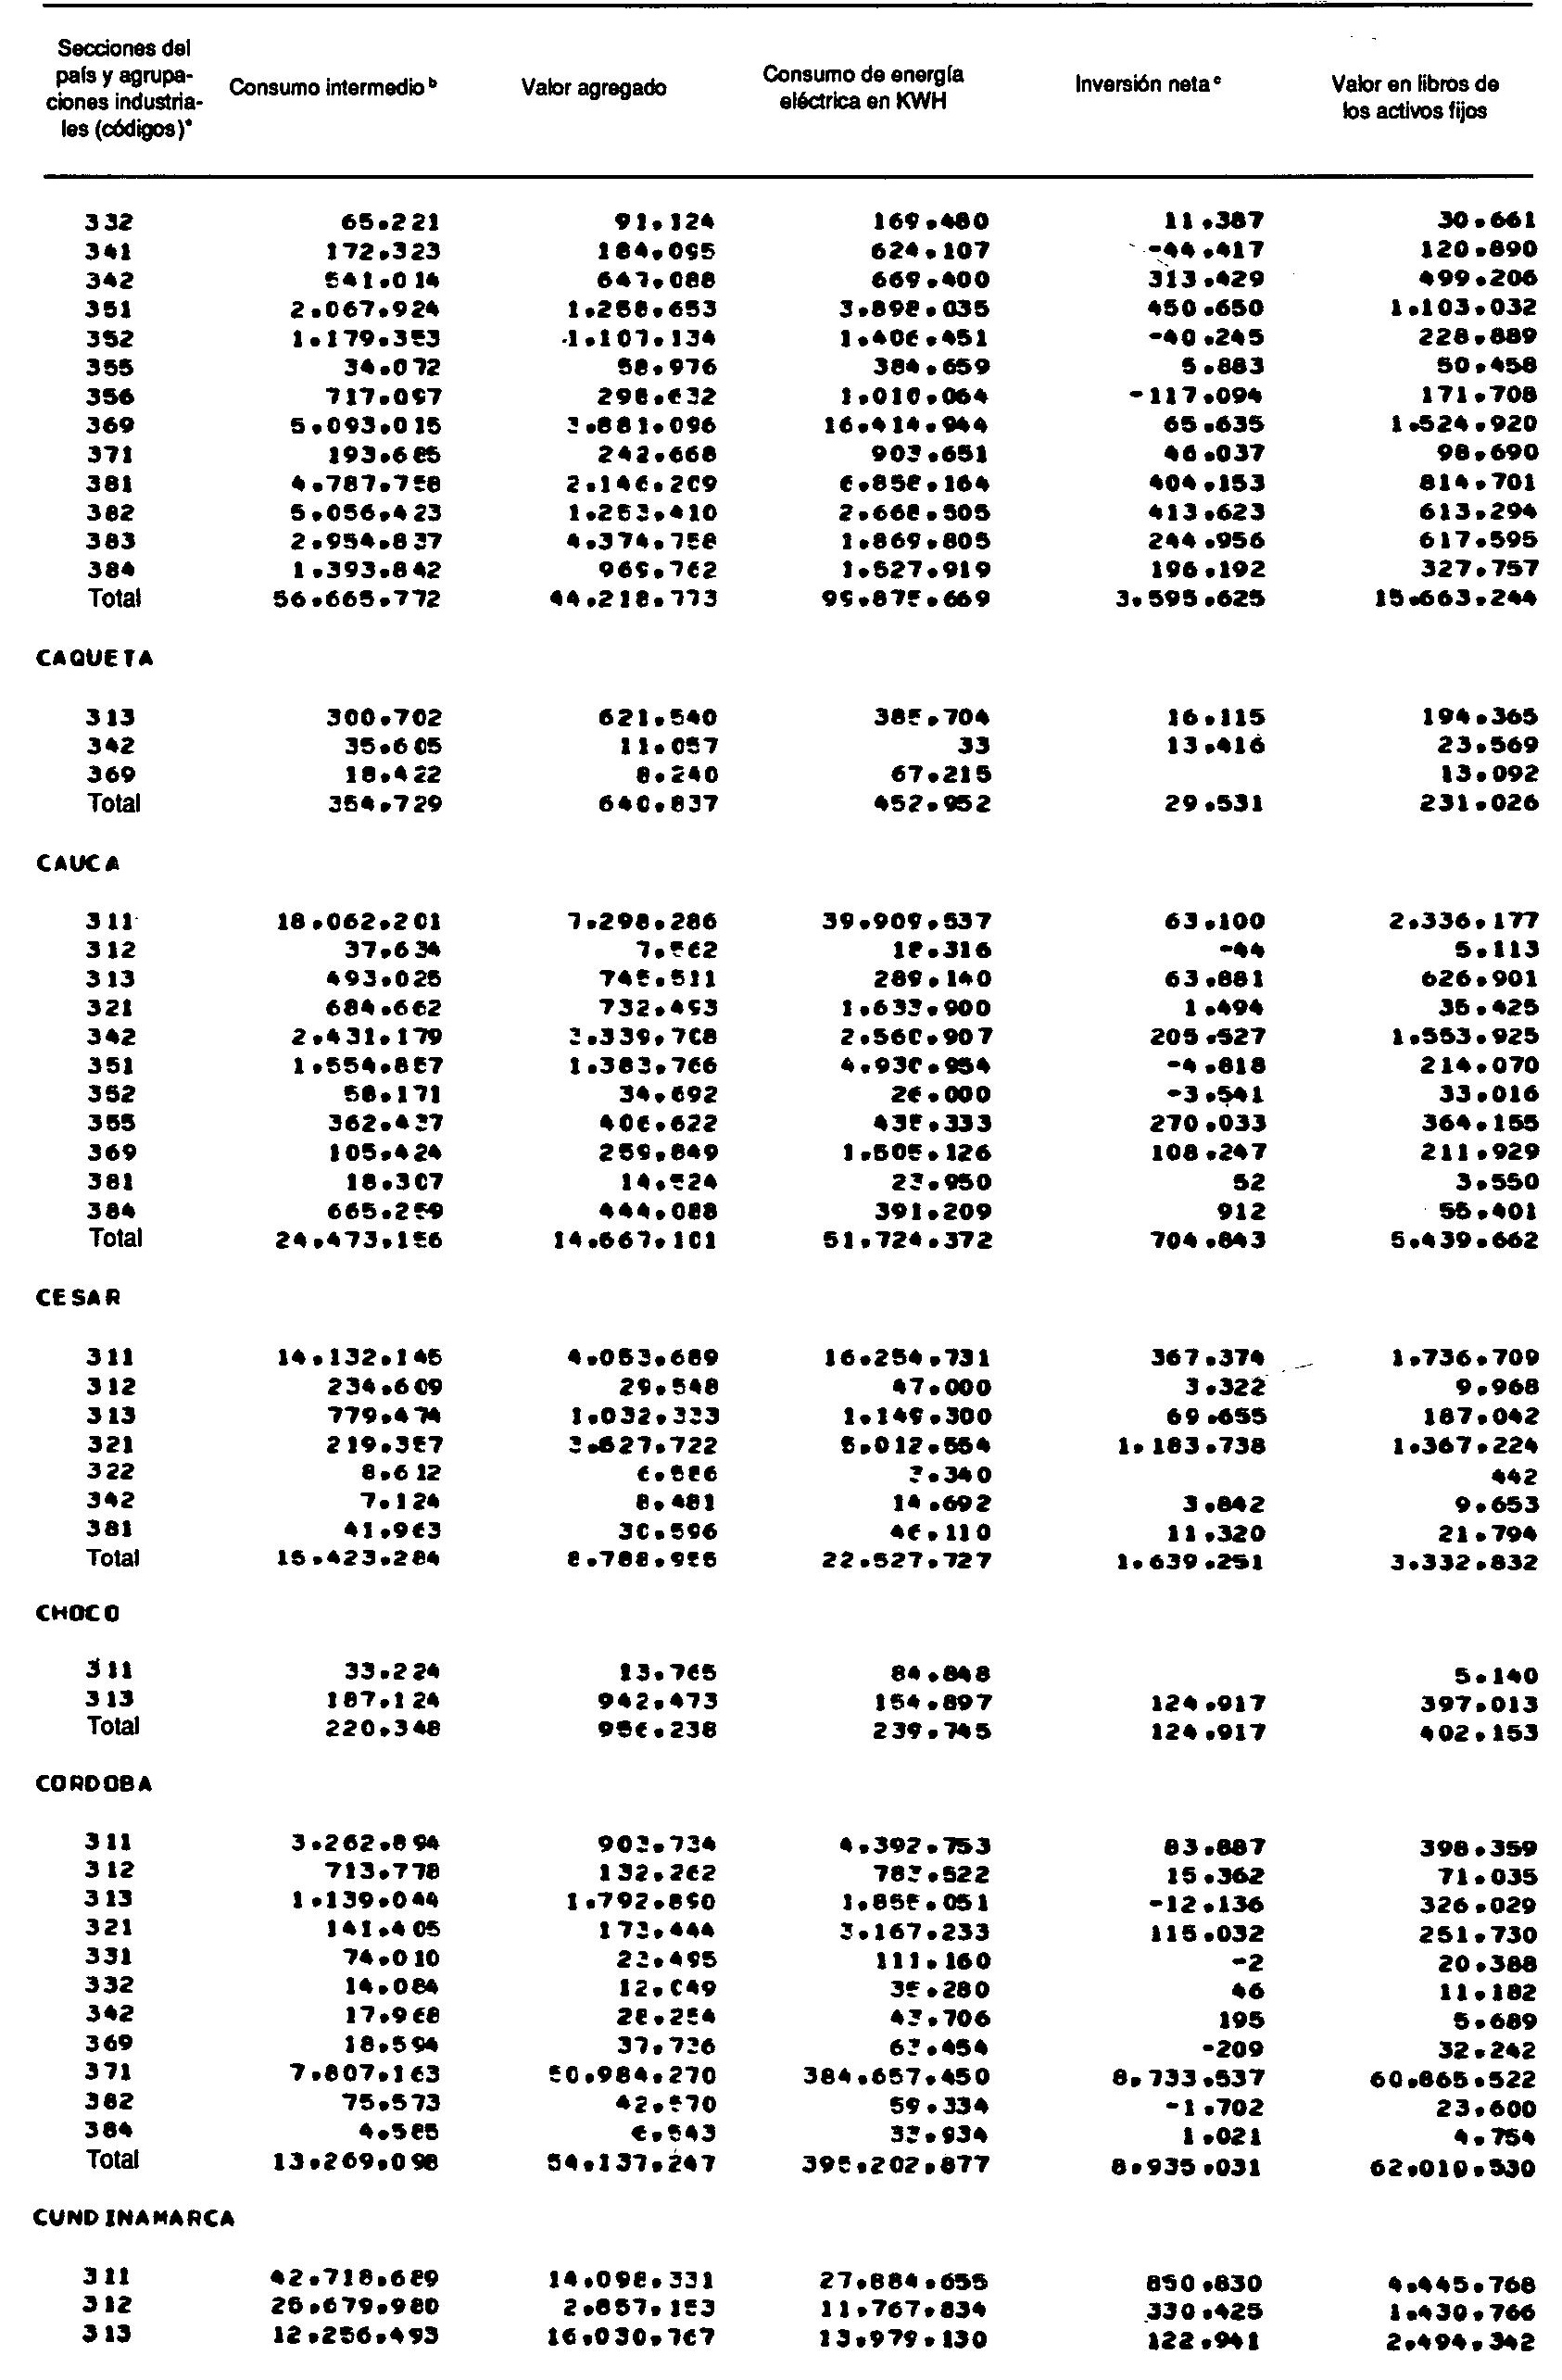 Secciones del país y agrupaciones industriales (códigos)ª Consumo intermedio b Valor agregado Consumo de energía eléctrica en KWH Inversión neta c Valor en libros de los activos fijos
332 65.221 91.124 169.480 11.387 30.661
341 172.323 184.095 624.107 -44.417 120.890
342 541.014 647.088 669.400 313.429 499.206
351 2.067.924 1.258.653 3.898.035 450.650 1.103.032
352 1.179.353 1.107.134 1.406.451 -40.245 228.889
355 34.072 58.976 384.659 5.883 50.458
356 717.097 298.632 1.010.064 -117.094 171.708
369 5.093.015 3.881.096 16.414.944 65.635 1.524.920
371 193.685 242.668 903.651 46.037 98.690
381 4.787.758 2.146.209 6.858.164 404.153 814.701
382 5.056.423 1.253.410 2.668.505 413.623 613.294
383 2.954.837 4.374.758 1.869.805 244.956 617.595
384 1.393.842 969.762 1.527.919 196.192 327.757
Total 56.665.772 44.218.773 99.875.669 3.595.625 15.663.244
CAQUETA
313 300.702 621.540 385.704 16.115 194.365
342 35.605 11.057 33 13.416 23.569
369 18.422 8.240 67.215 13.092
Total 354.729 640.837 452.952 29.531 231.026
CAUCA
311 18.062.201 7.298.286 39.909.537 63.100 2.336.177
312 37.634 7.562 18.316 -44 5.113
313 493.025 745.511 289.140 63.881 626.901
321 684.662 732.493 1.633.900 1.494 35.425
342 2.431.179 3.339.708 2.560.907 205.527 1.553.925
351 1.554.857 1.383.766 4.930.954 -4.818 214.070
352 58.171 34.692 26.000 -3.541 33.016
355 362.437 406.622 435.333 270.033 364.155
369 105.424 259.849 1.505.126 108.247 211.929
381 18.307 14.524 23.950 52 3.550
384 665.259 444.088 391.209 912 55.401
Total 24.473.156 14.667.101 51.724.372 704.843 5.439.662
CESAR
311 14.132.145 4.053.689 16.254.731 367.374 1.736.709
312 234.609 29.548 47.000 3.322 9.968
313 779.474 1.032.333 1.149.300 69.655 187.042
321 219.357 3.627.722 5.012.554 1.183.738 1.367.224
322 8.612 6.586 3.340 442
342 7.124 8.481 14.692 3.842 9.653
381 41.963 30.596 46.110 11.320 21.794
Total 15.423.284 8.788.955 22.527.727 1.639.251 3.332.832
CHOCO
311 33.224 13.765 84.848 5.140
313 187.124 942.473 154.897 124.917 397.013
Total 220.348 956.238 239.745 124.917 402.153
CORDOBA
311 3.262.894 903.734 4.392.753 83.887 398.359
312 713.778 132.262 783.522 15.362 71.035
313 1.139.044 1.792.890 1.855.051 -12.136 326.029
321 141.405 173.444 3.167.233 115.032 251.730
331 74.010 23.495 111.160 -2 20.388
332 14.084 12.049 35.280 46 11.182
342 17.968 28.254 43.706 195 5.689
369 18.594 37.736 63.454 -209 32.242
371 7.807.163 50.984.270 384.657.450 8.733.537 60.865.522
382 75.573 42.570 59.334 -1.702 23.600
384 4.585 6.543 33.934 1.021 4.754
Total 13.269.098 54.137.247 395.202.877 8.935.031 62.010.530
CUNDINAMARCA
311 42.718.689 14.098.331 27.884.655 850.830 4.445.768
312 25.679.980 2.857.153 11.767.834 330.425 1.430.766
313 12.256.493 16.030.767 13.979.130 122.941 2.494.342